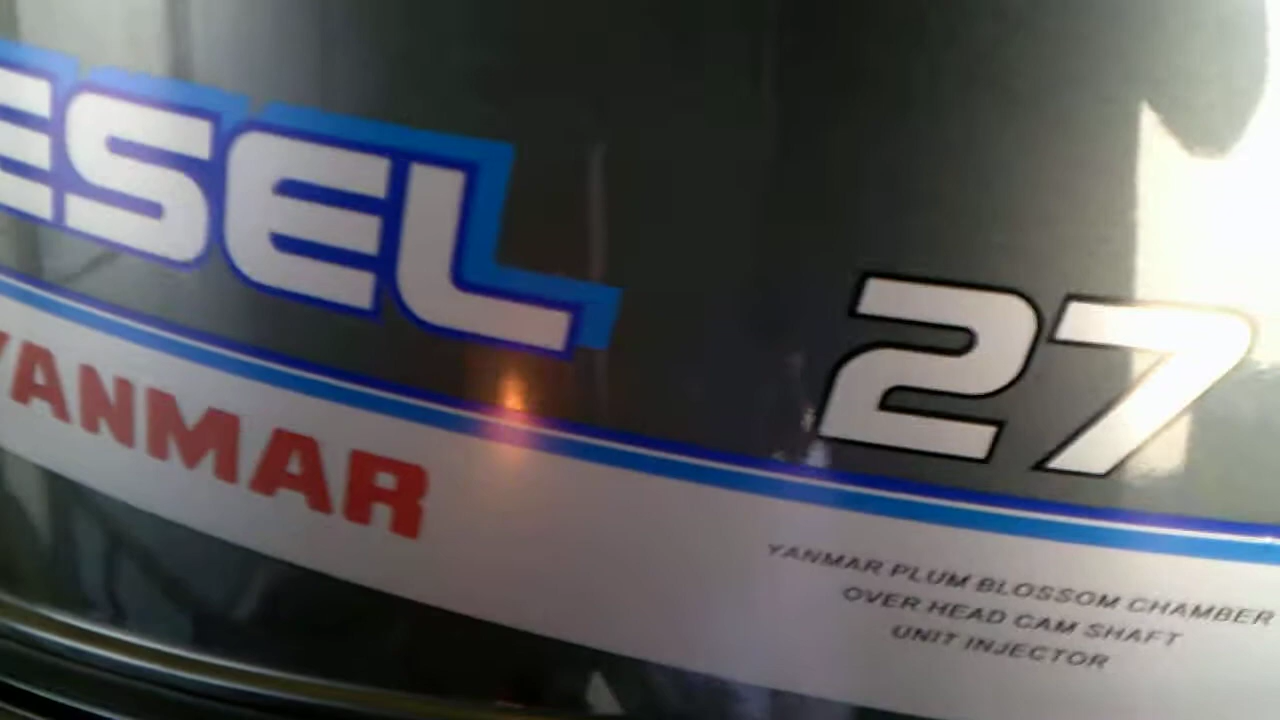 ESEL
27
YANMAR
YANMAR PLUM BLOSSOM CHAMBER
OVER HEAD CAM SHAFT
UNIT INJECTOR